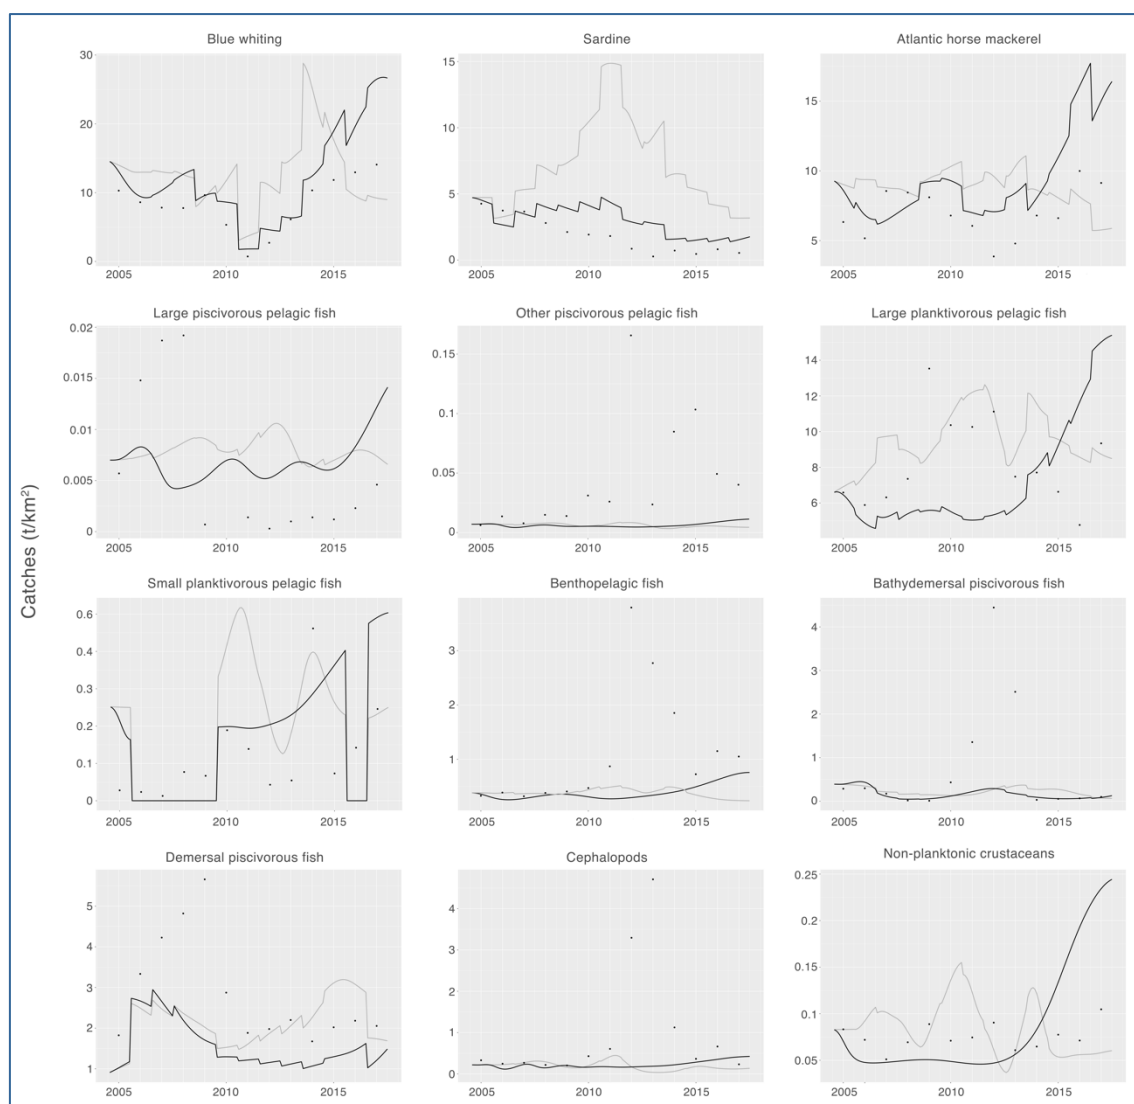 Catches (t/km²)
Blue whiting
30
20
10
0
2005 2010 2015
Sardine
15
10
5
0
2005 2010 2015
Atlantic horse mackerel
15
10
5
2005 2010 2015
Large piscivorous pelagic fish
0.02
0.015
0.01
0.005
0
2005 2010 2015
Other piscivorous pelagic fish
0.15
0.1
0.05
0
2005 2010 2015
Large planktivorous pelagic fish
14
12
10
8
6
2005 2010 2015
Small planktivorous pelagic fish
0.6
0.4
0.3
0.2
0.1
0
2005 2010 2015
Benthopelagic fish
3
2
1
2005 2010 2015
Bathydemersal piscivorous fish
4
3
2
1
0
2005 2010 2015
Demersal piscivorous fish
5
4
3
2
1
2005 2010 2015
Cephalopods
4
3
2
1
0
2005 2010 2015
Non-planktonic crustaceans
0.25
0.2
0.15
0.1
0.05
2005 2010 2015